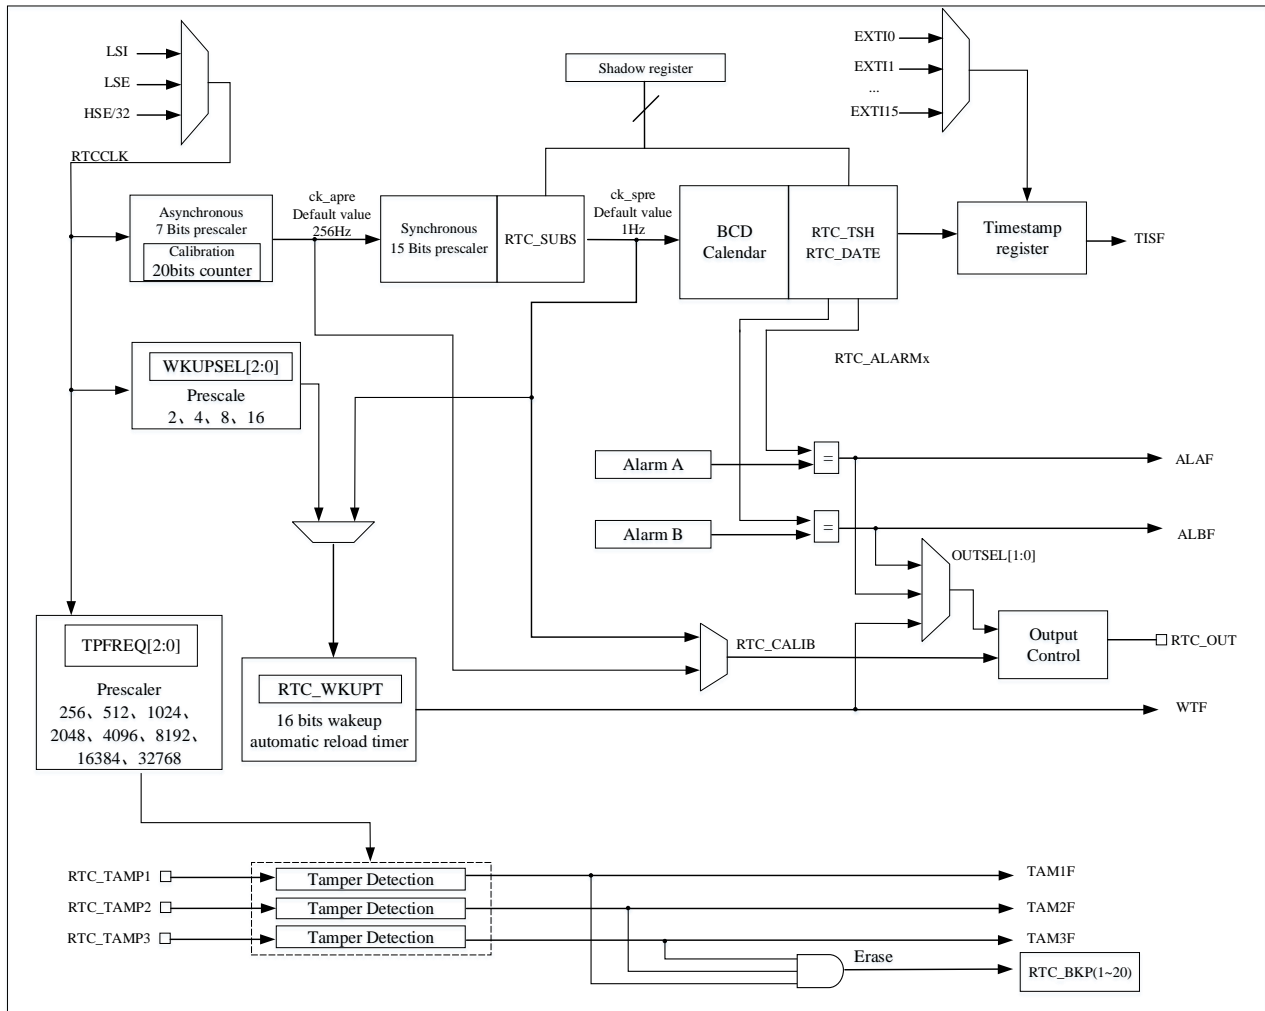 LSI
LSE
HSE/32
RTCCLK
Shadow register
EXTI0
EXTI1
...
EXTI15
Asynchronous
7 Bits prescaler
Calibration
20bits counter
ck_apre
Default value
256Hz
Synchronous
15 Bits prescaler
RTC_SUBS
ck_spre
Default value
1Hz
BCD
Calendar
RTC_TSH
RTC_DATE
Timestamp
register
TISF
WKUPSEL[2:0]
Prescale
2、4、8、16
RTC_ALARMx
Alarm A
=
ALAF
Alarm B
=
ALBF
OUTSEL[1:0]
TPFREQ[2:0]
Prescaler
256、512、1024、
2048、4096、8192、
16384、32768
RTC_WKUPT
16 bits wakeup
automatic reload timer
RTC_CALIB
Output
Control
RTC_OUT
WTF
RTC_TAMP1
Tamper Detection
TAM1F
RTC_TAMP2
Tamper Detection
TAM2F
RTC_TAMP3
Tamper Detection
TAM3F
Erase
RTC_BKP(1~20)